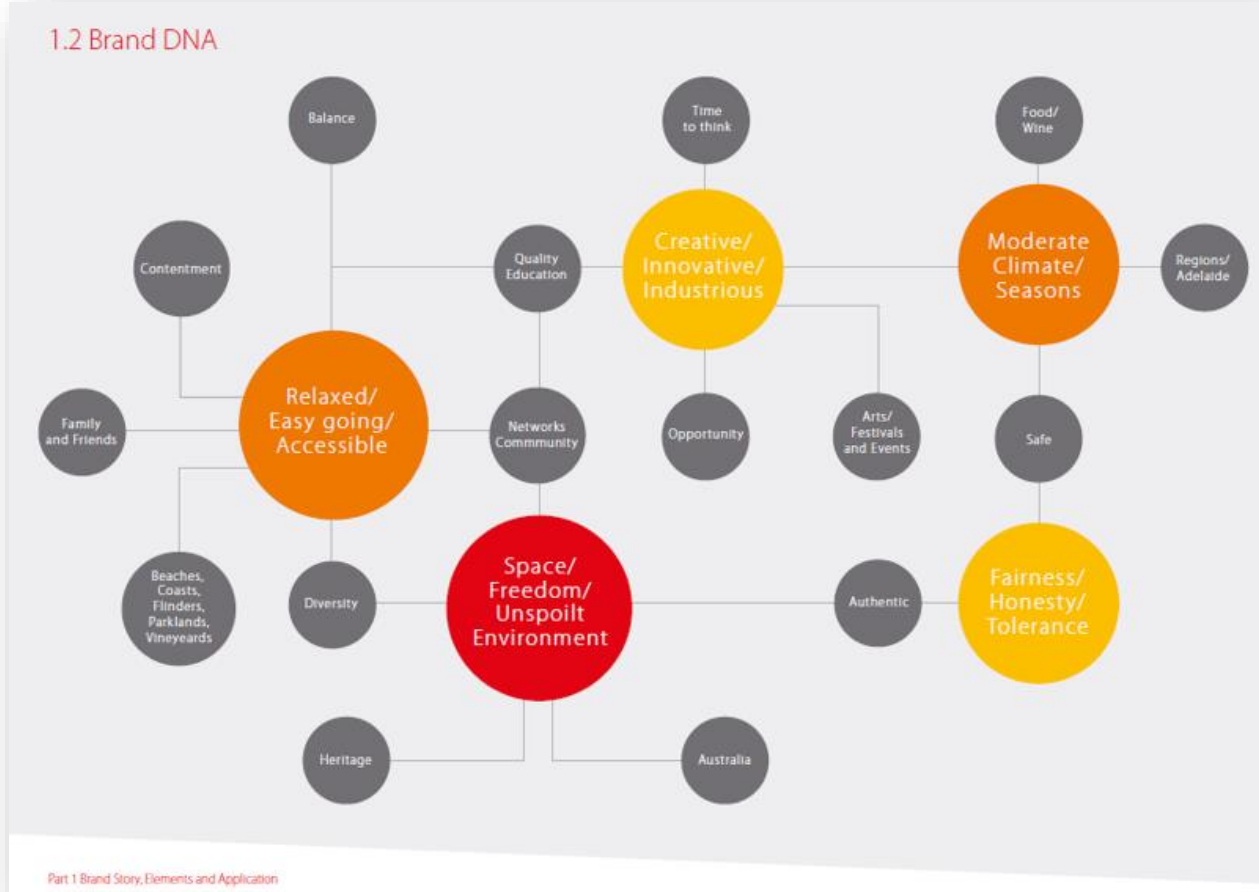 1.2 Brand DNA
Balance
Time
to think
Food/
Wine
Contentment
Quality
Education
Creative/
Innovative/
Industrious
Moderate
Climate/
Seasons
Regions/
Adelaide
Relaxed/
Easy going/
Accessible
Family
and Friends
Networks
Commmunity
Opportunity
Arts/
Festivals
and Events
Safe
Beaches,
Coasts,
Flinders,
Parklands,
Vineyeards
Diversity
Space/
Freedom/
Unspoilt
Environment
Authentic
Fairness/
Honesty/
Tolerance
Heritage
Australia
Part 1 Brand Story, Elements and Application